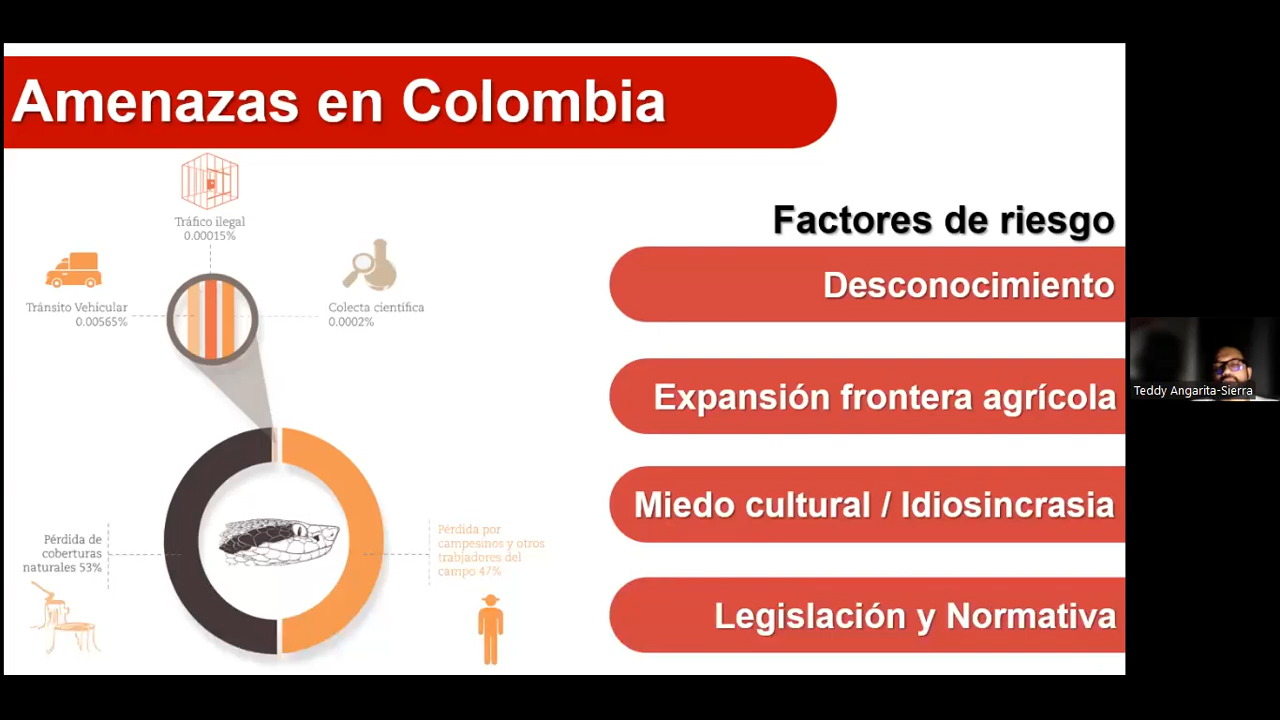 Amenazas en Colombia
Tráfico ilegal
0.00015%
Tránsito Vehicular
0.00565%
Colecta científica
0.0002%
Pérdida de
coberturas
naturales 53%
Pérdida por
campesinos y otros
trabjadores del
campo 47%
Factores de riesgo
Desconocimiento
Expansión frontera agrícola
Miedo cultural / Idiosincrasia
Legislación y Normativa
Teddy Angarita-Sierra